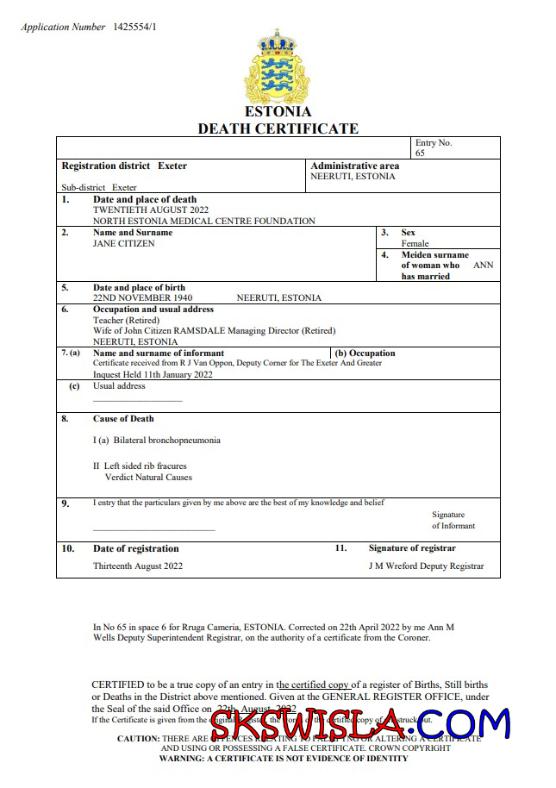 Application Number 1425554/1
ESTONIA
DEATH CERTIFICATE
Entry No.
65
Registration district Exeter
Sub-district Exeter
Administrative area
NEERUTI, ESTONIA
1. Date and place of death
TWENTIETH AUGUST 2022
NORTH ESTONIA MEDICAL CENTRE FOUNDATION
2. Name and Surname
JANE CITIZEN
3. Sex
Female
4. Meiden surname
of woman who ANN
has married
5. Date and place of birth
22ND NOVEMBER 1940 NEERUTI, ESTONIA
6. Occupation and usual address
Teacher (Retired)
Wife of John Citizen RAMSDALE Managing Director (Retired)
NEERUTI, ESTONIA
7. (a) Name and surname of informant (b) Occupation
Certificate received from R J Van Oppon, Deputy Corner for The Exeter And Greater
Inquest Held 11th January 2022
(c) Usual address
8. Cause of Death
I (a) Bilateral bronchopneumonia
II Left sided rib fracures
Verdict Natural Causes
9. I entry that the particulars given by me above are the best of my knowledge and belief
Signature
of Informant
10. Date of registration 11. Signature of registrar
Thirteenth August 2022 J M Wreford Deputy Registrar
In No 65 in space 6 for Rruga Cameria, ESTONIA. Corrected on 22th April 2022 by me Ann M
Wells Deputy Superintendent Registrar, on the authority of a certificate from the Coroner.
CERTIFIED to be a true copy of an entry in the certified copy of a register of Births, Still births
or Deaths in the District above mentioned. Given at the GENERAL REGISTER OFFICE, under
the Seal of the said Office on 22th August 2022
If the Certificate is given from the original certified copy of struck out.
SKSWISLA.COM
CAUTION: THERE ARE OFFENCES RELATING TO OR ALTERING A CERTIFICATE
AND USING OR POSSESSING A FALSE CERTIFICATE. CROWN COPYRIGHT
WARNING: A CERTIFICATE IS NOT EVIDENCE OF IDENTITY